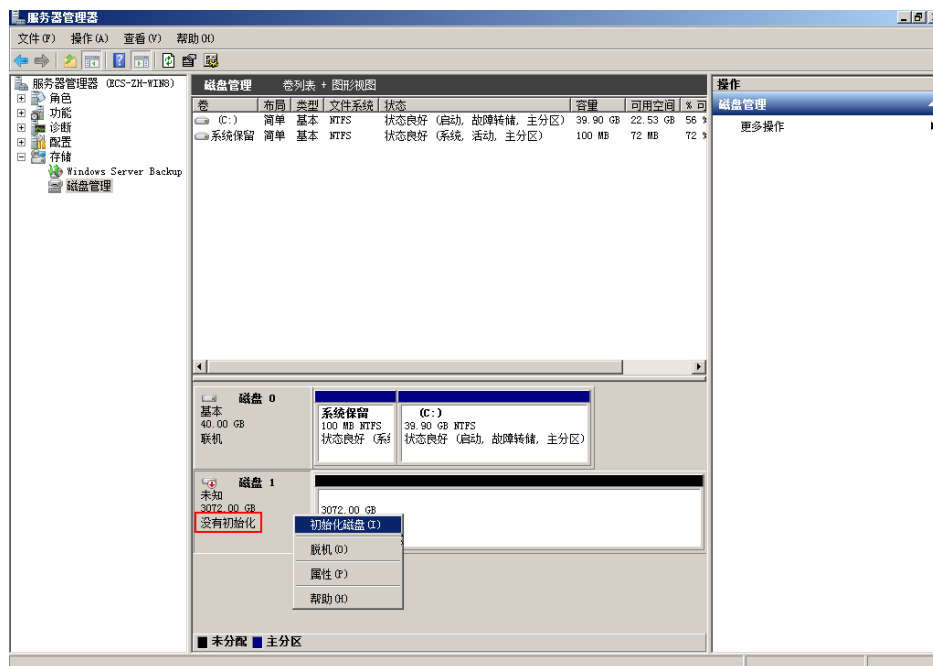 服务器管理器
文件(F) 操作(A) 查看(V) 帮助(H)
服务器管理器 (ECS-ZH-WIN8)
角色
功能
诊断
配置
存储
Windows Server Backup
磁盘管理
磁盘管理 卷列表 + 图形视图
卷 布局 类型 文件系统 状态 容量 可用空间 % 可
(C:) 简单 基本 NTFS 状态良好 (启动, 故障转储, 主分区) 39.90 GB 22.53 GB 56 %
系统保留 简单 基本 NTFS 状态良好 (系统, 活动, 主分区) 100 MB 72 MB 72 %
磁盘 0
基本
40.00 GB
联机
系统保留
100 MB NTFS
状态良好 (系
(C:)
39.90 GB NTFS
状态良好 (启动, 故障转储, 主分区)
磁盘 1
未知
3072.00 GB
没有初始化
3072.00 GB
初始化磁盘(I)
脱机(O)
属性(P)
帮助(H)
未分配 主分区
操作
磁盘管理
更多操作